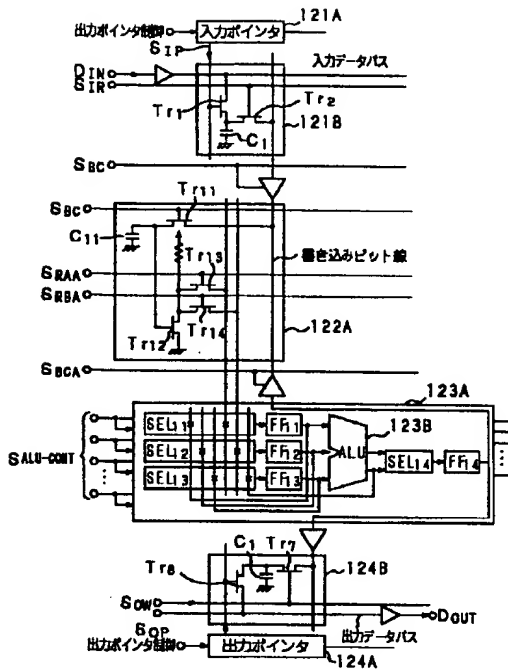 121A
出力ポインタ制御
入力ポインタ
SIP
DIN
入力データバス
SIR
Tr1
Tr2
C1
121B
SBC
SBC
Tr11
C11
Tr13
書き込みビット線
SRAA
SRBA
Tr14
Tr12
122A
SBCA
123A
SALU-CONT
SEL11
FF11
123B
SEL12
FF12
ALU
SEL14
FF14
SEL13
FF13
C1
Tr7
124B
Tr8
SOW
DOUT
SOP
出力ポインタ制御
出力ポインタ
出力データバス
124A